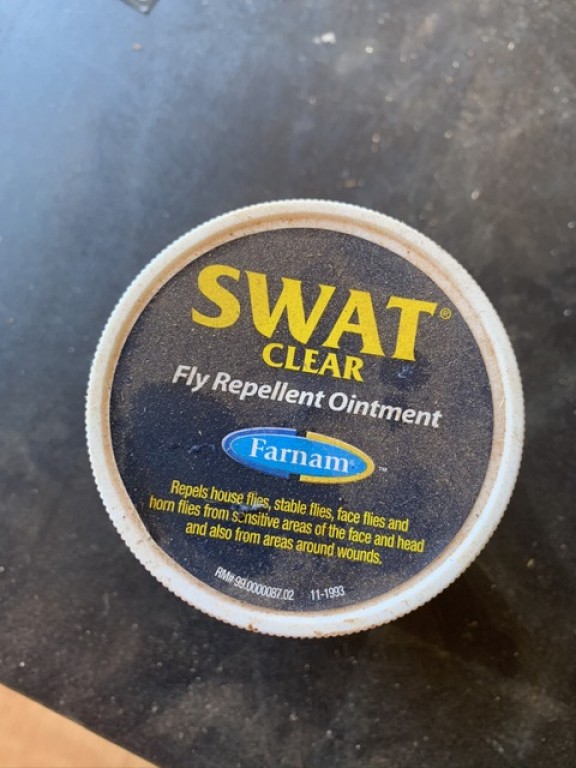 SWAT®
CLEAR
Fly Repellent Ointment
Farnam™
Repels house flies, stable flies, face flies and
horn flies from sensitive areas of the face and head
and also from areas around wounds.
RM# 99.0000087.02 11-1993